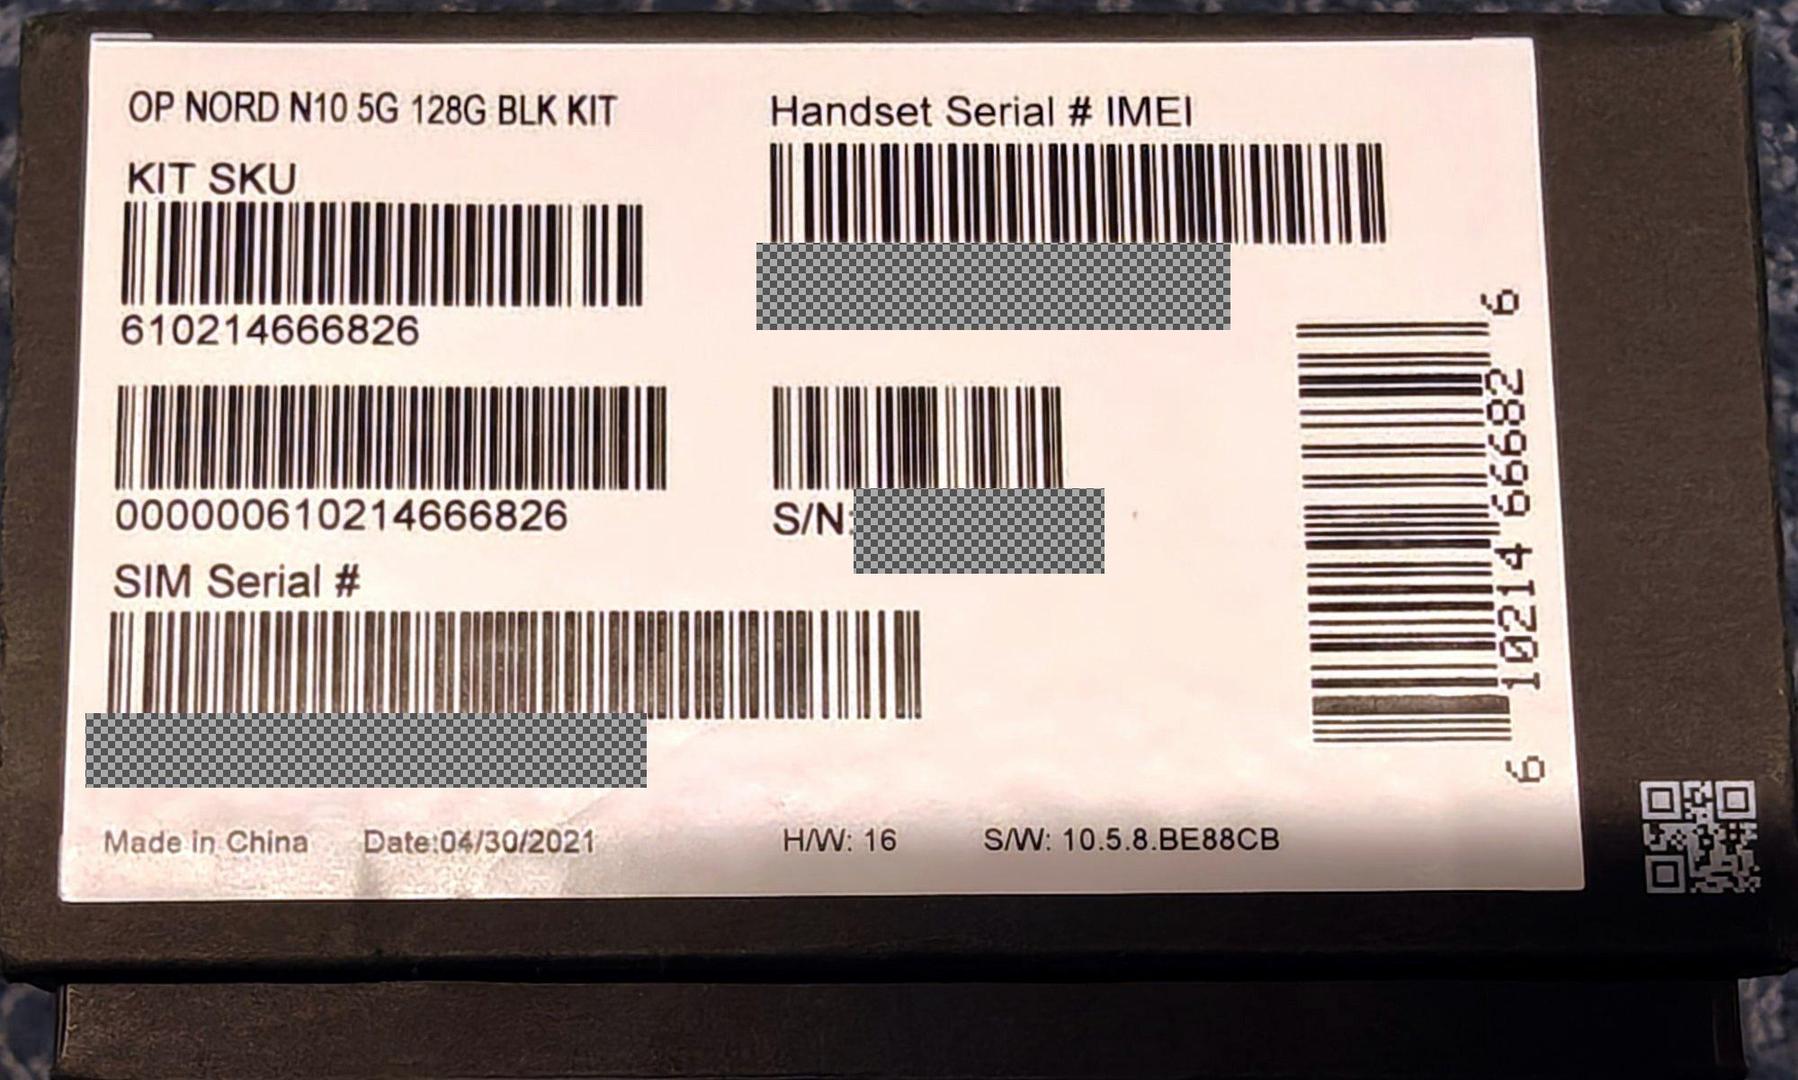 OP NORD N10 5G 128G BLK KIT
KIT SKU
610214666826
000000610214666826
SIM Serial #
Handset Serial # IMEI
S/N:
6 10214 66682 6
Made in China
Date:04/30/2021
H/W: 16
S/W: 10.5.8.BE88CB